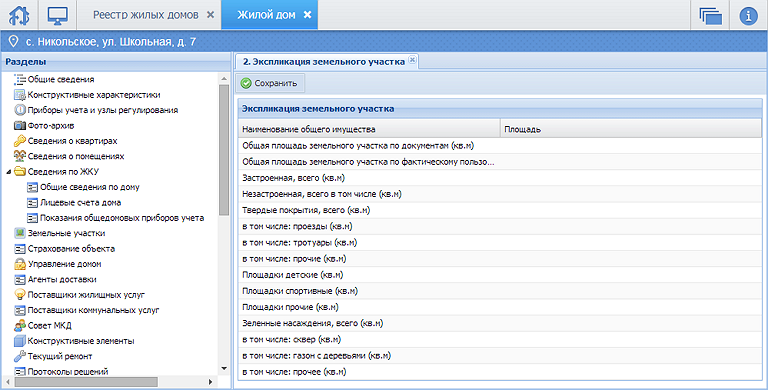 Реестр жилых домов
Жилой дом
с. Никольское, ул. Школьная, д. 7
Разделы
Общие сведения
Конструктивные характеристики
Приборы учета и узлы регулирования
Фото-архив
Сведения о квартирах
Сведения о помещениях
Сведения по ЖКУ
Общие сведения по дому
Лицевые счета дома
Показания общедомовых приборов учета
Земельные участки
Страхование объекта
Управление домом
Агенты доставки
Поставщики жилищных услуг
Поставщики коммунальных услуг
Совет МКД
Конструктивные элементы
Текущий ремонт
Протоколы решений
2. Экспликация земельного участка
Сохранить
Экспликация земельного участка
Наименование общего имущества
Площадь
Общая площадь земельного участка по документам (кв.м)
Общая площадь земельного участка по фактическому пользо...
Застроенная, всего (кв.м)
Незастроенная, всего в том числе (кв.м)
Твердые покрытия, всего (кв.м)
в том числе: проезды (кв.м)
в том числе: тротуары (кв.м)
в том числе: прочие (кв.м)
Площадки детские (кв.м)
Площадки спортивные (кв.м)
Площадки прочие (кв.м)
Зеленные насаждения, всего (кв.м)
в том числе: сквер (кв.м)
в том числе: газон с деревьями (кв.м)
в том числе: прочее (кв.м)